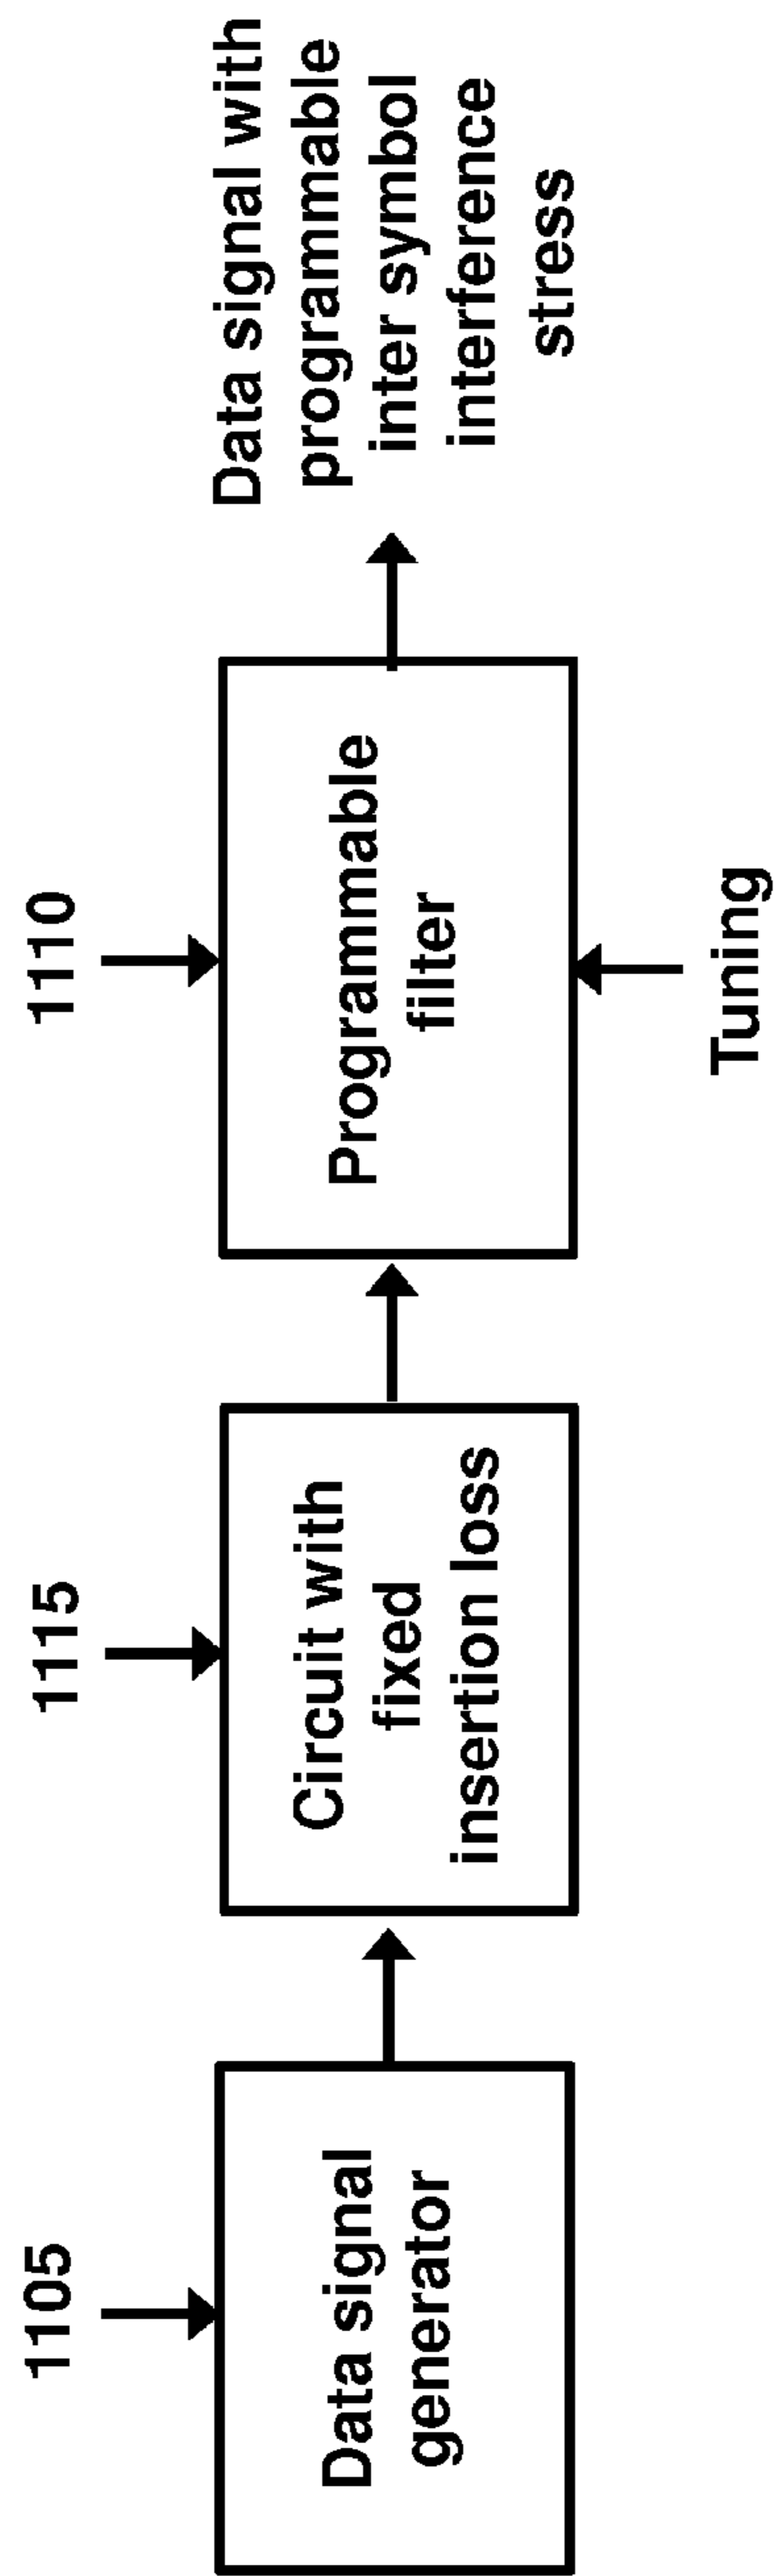 1105
Data signal
generator
1115
Circuit with
fixed
insertion loss
1110
Programmable
filter
Tuning
Data signal with
programmable
inter symbol
interference
stress